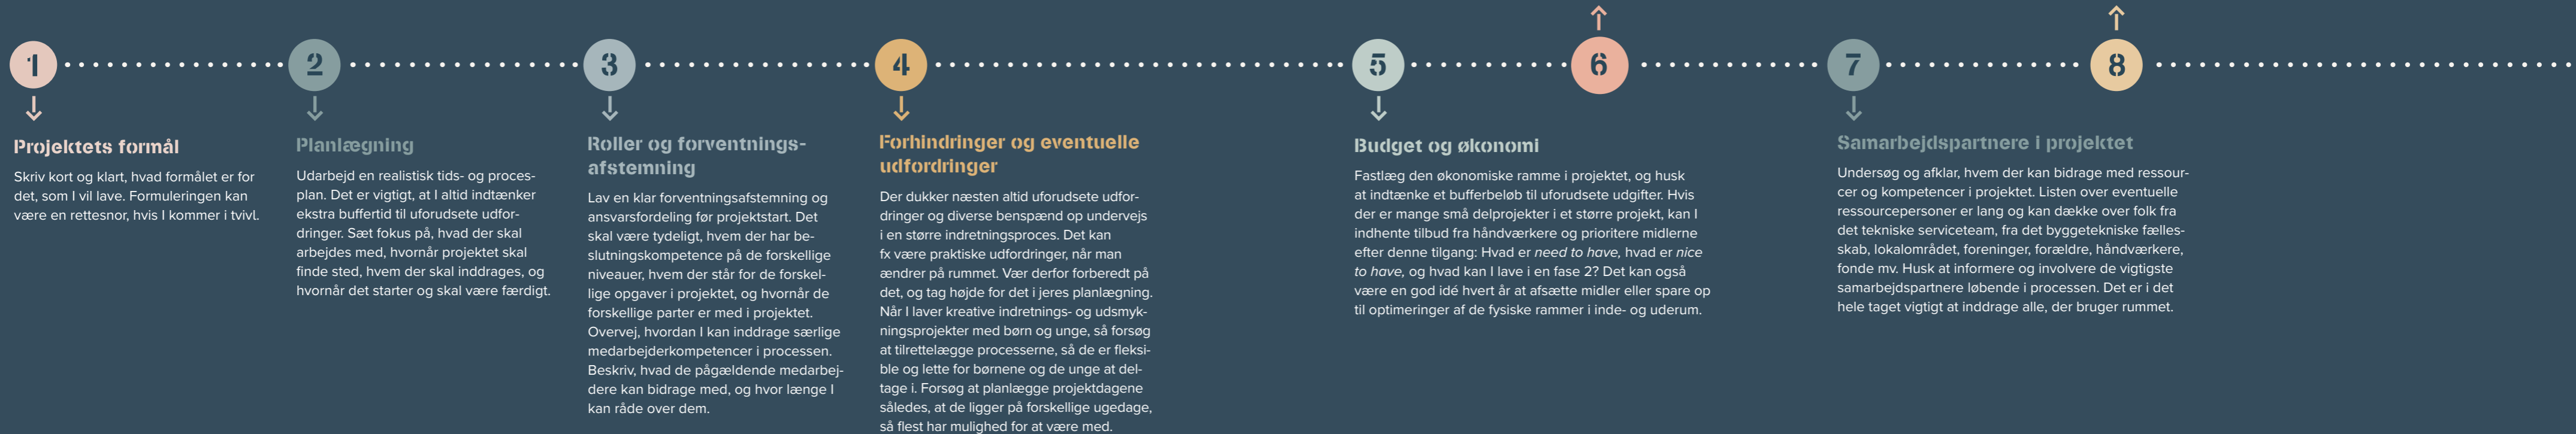 1
2
3
4
5
6
7
8
Projektets formål
Skriv kort og klart, hvad formålet er for
det, som I vil lave. Formuleringen kan
være en rettesnor, hvis I kommer i tvivl.
Planlægning
Udarbejd en realistisk tids- og proces-
plan. Det er vigtigt, at I altid indtænker
ekstra buffertid til uforudsete udfor-
dringer. Sæt fokus på, hvad der skal
arbejdes med, hvornår projektet skal
finde sted, hvem der skal inddrages, og
hvornår det starter og skal være færdigt.
Roller og forventnings-
afstemning
Lav en klar forventningsafstemning og
ansvarsfordeling før projektstart. Det
skal være tydeligt, hvem der har be-
slutningskompetence på de forskellige
niveauer, hvem der står for de forskel-
lige opgaver i projektet, og hvornår de
forskellige parter er med i projektet.
Overvej, hvordan I kan inddrage særlige
medarbejderkompetencer i processen.
Beskriv, hvad de pågældende medarbej-
dere kan bidrage med, og hvor længe I
kan råde over dem.
Forhindringer og eventuelle
udfordringer
Der dukker næsten altid uforudsete udfor-
dringer og diverse benspænd op undervejs
i en større indretningsproces. Det kan
fx være praktiske udfordringer, når man
ændrer på rummet. Vær derfor forberedt på
det, og tag højde for det i jeres planlægning.
Når I laver kreative indretnings- og udsmyk-
ningsprojekter med børn og unge, så forsøg
at tilrettelægge processerne, så de er fleksi-
ble og lette for børnene og de unge at del-
tage i. Forsøg at planlægge projektdagene
således, at de ligger på forskellige ugedage,
så flest har mulighed for at være med.
Budget og økonomi
Fastlæg den økonomiske ramme i projektet, og husk
at indtænke et bufferbeløb til uforudsete udgifter. Hvis
der er mange små delprojekter i et større projekt, kan I
indhente tilbud fra håndværkere og prioritere midlerne
efter denne tilgang: Hvad er need to have, hvad er nice
to have, og hvad kan I lave i en fase 2? Det kan også
være en god idé hvert år at afsætte midler eller spare op
til optimeringer af de fysiske rammer i inde- og uderum.
Samarbejdspartnere i projektet
Undersøg og afklar, hvem der kan bidrage med ressour-
cer og kompetencer i projektet. Listen over eventuelle
ressourcepersoner er lang og kan dække over folk fra
det tekniske serviceteam, fra det byggetekniske fælles-
skab, lokalområdet, foreninger, forældre, håndværkere,
fonde mv. Husk at informere og involvere de vigtigste
samarbejdspartnere løbende i processen. Det er i det
hele taget vigtigt at inddrage alle, der bruger rummet.